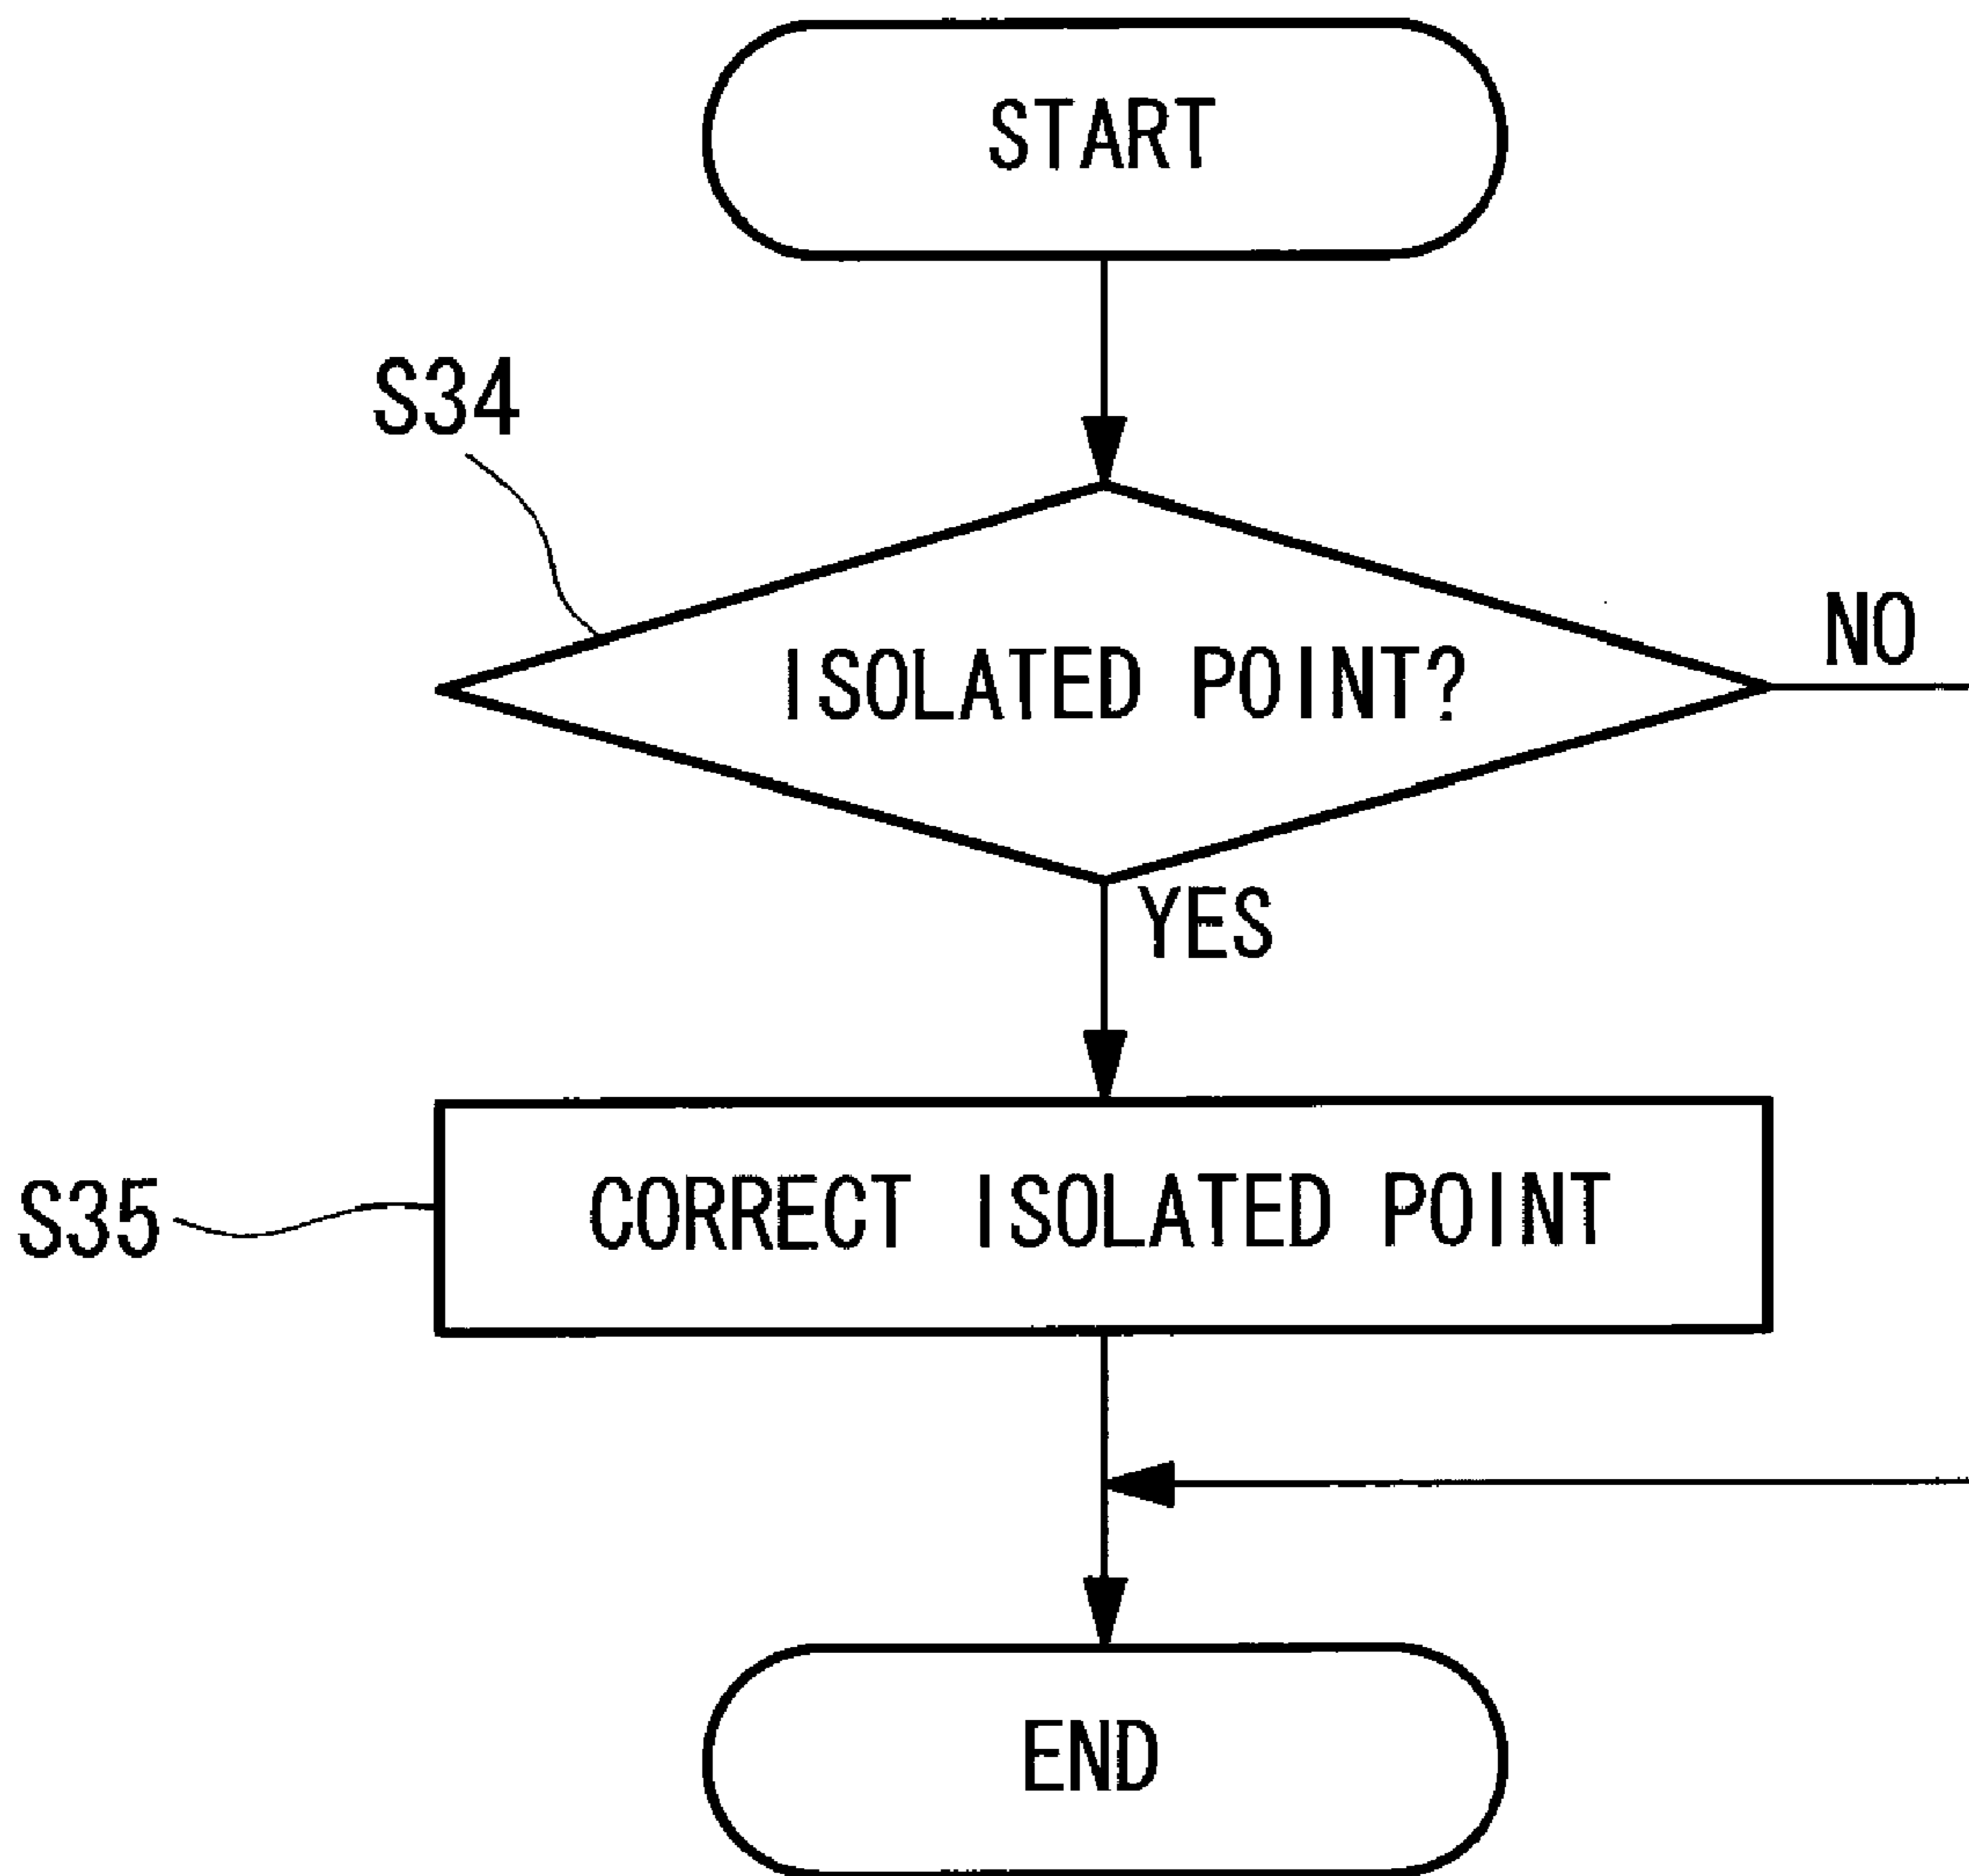 START
S34
ISOLATED POINT?
NO
YES
S35
CORRECT ISOLATED POINT
END